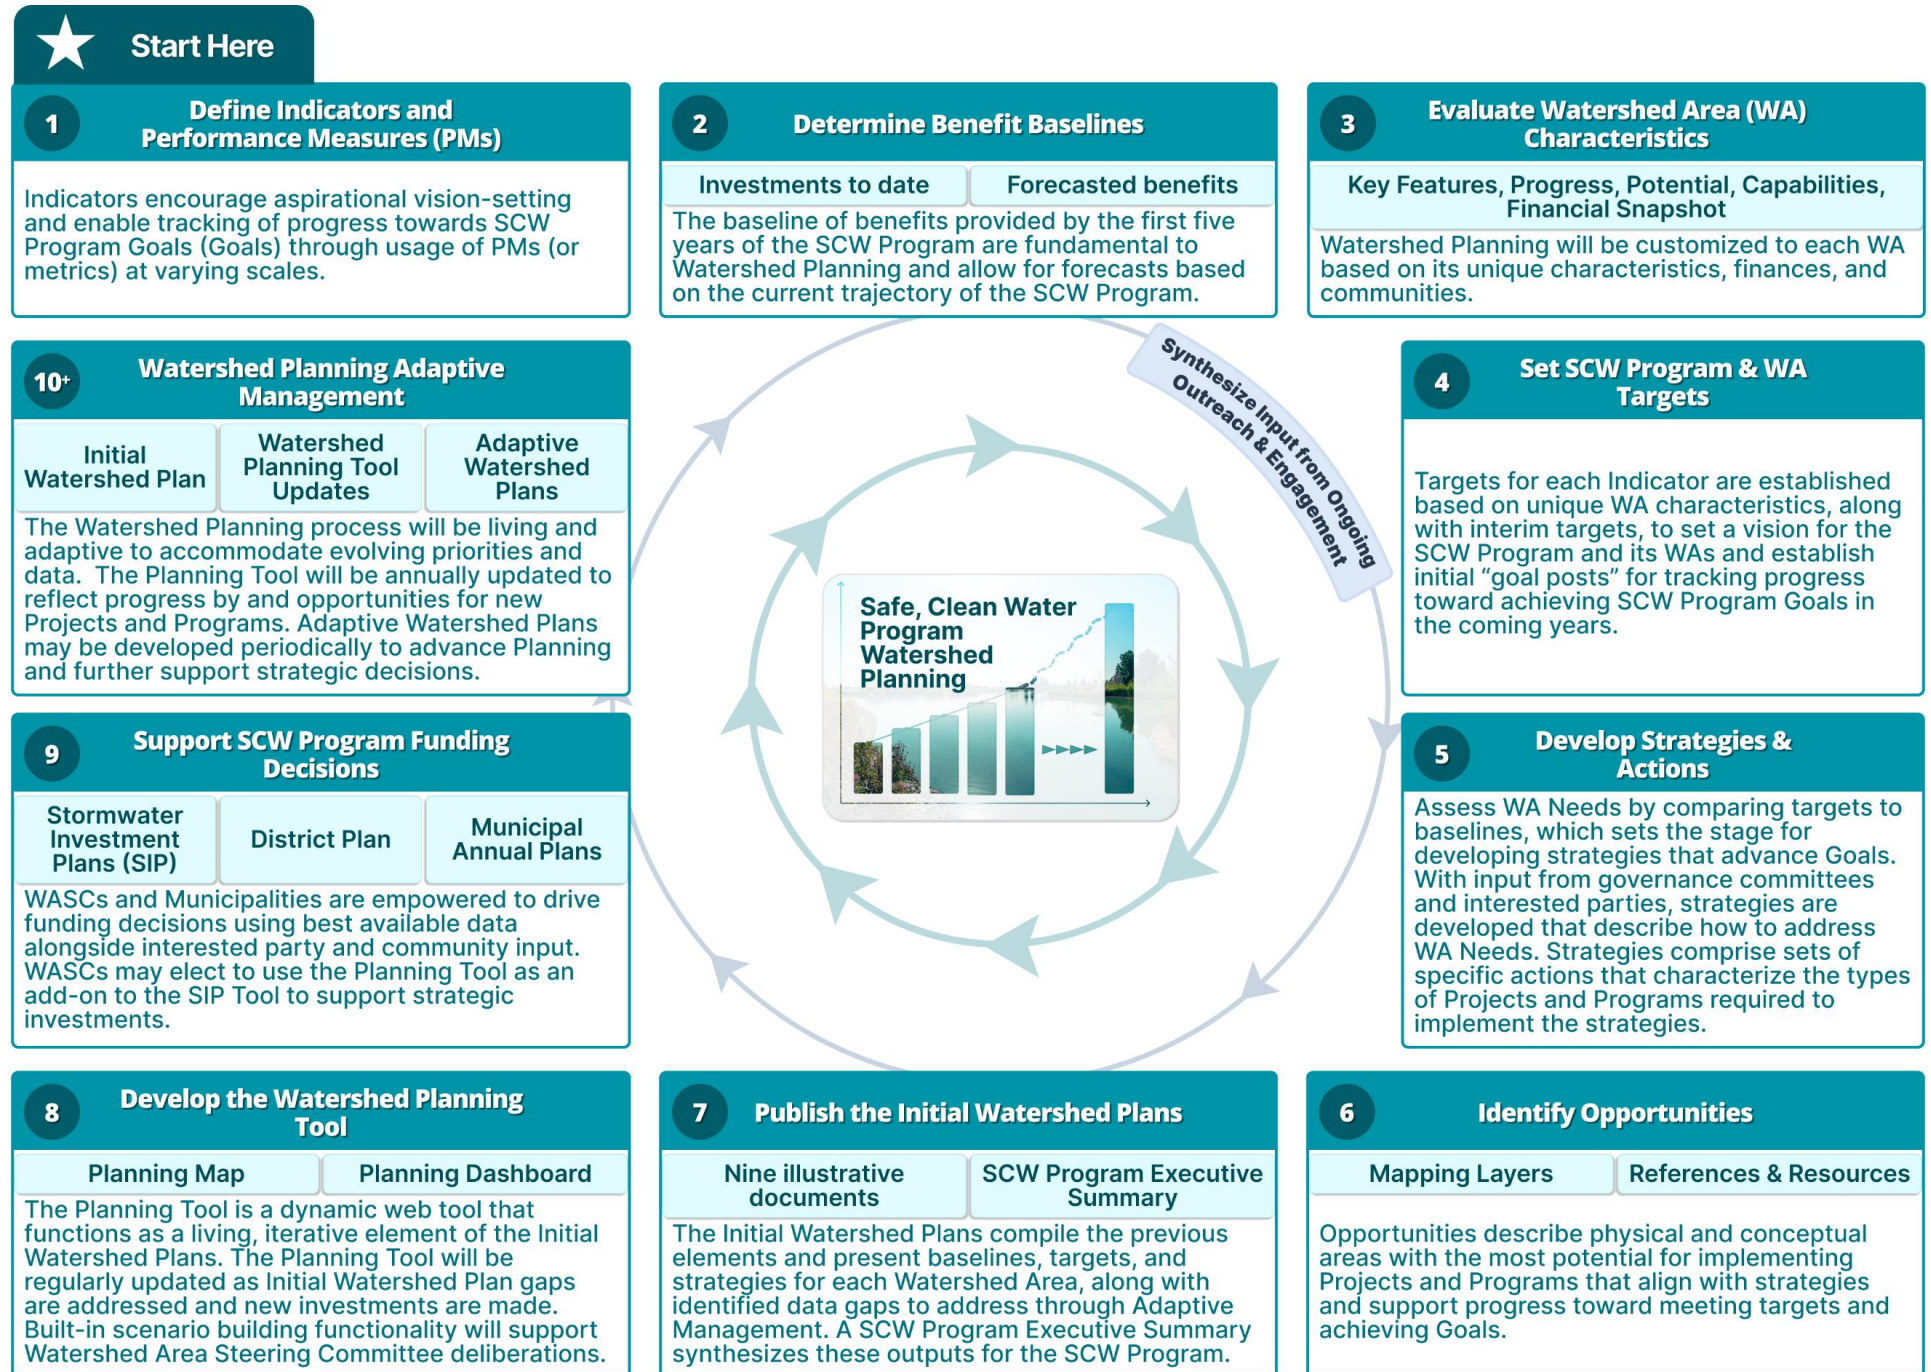 Start Here
1
Define Indicators and
Performance Measures (PMs)
Indicators encourage aspirational vision-setting
and enable tracking of progress towards SCW
Program Goals (Goals) through usage of PMs (or
metrics) at varying scales.
2
Determine Benefit Baselines
Investments to date
Forecasted benefits
The baseline of benefits provided by the first five
years of the SCW Program are fundamental to
Watershed Planning and allow for forecasts based
on the current trajectory of the SCW Program.
3
Evaluate Watershed Area (WA)
Characteristics
Key Features, Progress, Potential, Capabilities,
Financial Snapshot
Watershed Planning will be customized to each WA
based on its unique characteristics, finances, and
communities.
4
Set SCW Program & WA
Targets
Targets for each Indicator are established
based on unique WA characteristics, along
with interim targets, to set a vision for the
SCW Program and its WAs and establish
initial “goal posts” for tracking progress
toward achieving SCW Program Goals in
the coming years.
5
Develop Strategies &
Actions
Assess WA Needs by comparing targets to
baselines, which sets the stage for
developing strategies that advance Goals.
With input from governance committees
and interested parties, strategies are
developed that describe how to address
WA Needs. Strategies comprise sets of
specific actions that characterize the types
of Projects and Programs required to
implement the strategies.
6
Identify Opportunities
Mapping Layers
References & Resources
Opportunities describe physical and conceptual
areas with the most potential for implementing
Projects and Programs that align with strategies
and support progress toward meeting targets and
achieving Goals.
7
Publish the Initial Watershed Plans
Nine illustrative
documents
SCW Program Executive
Summary
The Initial Watershed Plans compile the previous
elements and present baselines, targets, and
strategies for each Watershed Area, along with
identified data gaps to address through Adaptive
Management. A SCW Program Executive Summary
synthesizes these outputs for the SCW Program.
8
Develop the Watershed Planning
Tool
Planning Map
Planning Dashboard
The Planning Tool is a dynamic web tool that
functions as a living, iterative element of the Initial
Watershed Plans. The Planning Tool will be
regularly updated as Initial Watershed Plan gaps
are addressed and new investments are made.
Built-in scenario building functionality will support
Watershed Area Steering Committee deliberations.
9
Support SCW Program Funding
Decisions
Stormwater
Investment
Plans (SIP)
District Plan
Municipal
Annual Plans
WASCs and Municipalities are empowered to drive
funding decisions using best available data
alongside interested party and community input.
WASCs may elect to use the Planning Tool as an
add-on to the SIP Tool to support strategic
investments.
10+
Watershed Planning Adaptive
Management
Initial
Watershed Plan
Watershed
Planning Tool
Updates
Adaptive
Watershed
Plans
The Watershed Planning process will be living and
adaptive to accommodate evolving priorities and
data.  The Planning Tool will be annually updated to
reflect progress by and opportunities for new
Projects and Programs. Adaptive Watershed Plans
may be developed periodically to advance Planning
and further support strategic decisions.
Synthesize Input from Ongoing
Outreach & Engagement
Safe, Clean Water
Program
Watershed
Planning